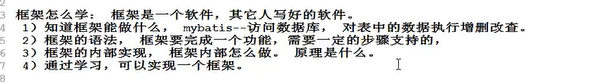 框架怎么学： 框架是一个软件，其它人写好的软件。
1）知道框架能做什么， mybatis--访问数据库， 对表中的数据执行增删改查。
2）框架的语法， 框架要完成一个功能，需要一定的步骤支持的，
3）框架的内部实现， 框架内部怎么做。 原理是什么。
4）通过学习，可以实现一个框架。